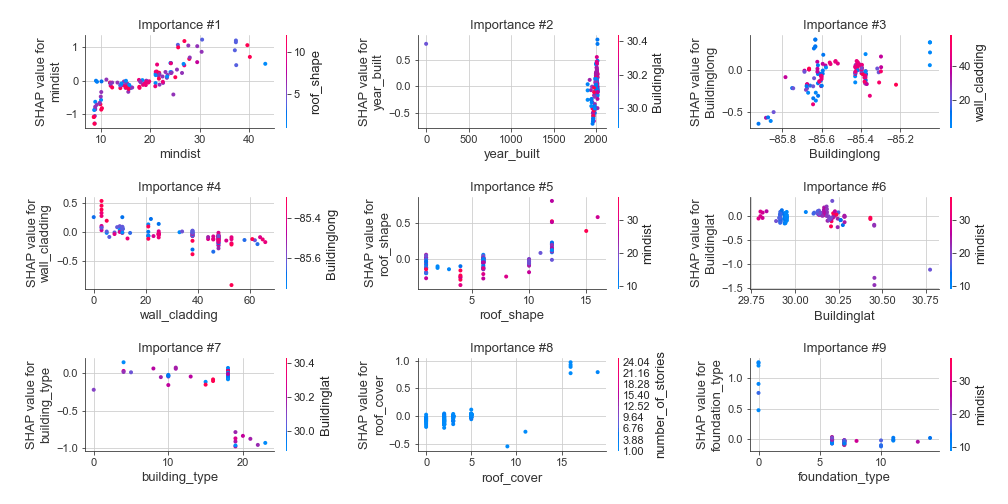 Importance #1
SHAP value for
mindist
1
0
−1
10
20
30
40
mindist
10
5
roof_shape
Importance #2
SHAP value for
year_built
0.5
0.0
−0.5
0
500
1000
1500
2000
year_built
30.4
30.2
30.0
Buildinglat
Importance #3
SHAP value for
Buildinglong
0.0
−0.5
−85.8
−85.6
−85.4
−85.2
Buildinglong
40
20
wall_cladding
Importance #4
SHAP value for
wall_cladding
0.5
0.0
−0.5
0
20
40
60
wall_cladding
−85.4
−85.6
Buildinglong
Importance #5
SHAP value for
roof_shape
0.5
0.0
5
10
15
roof_shape
30
20
10
mindist
Importance #6
SHAP value for
Buildinglat
0.0
−0.5
−1.0
−1.5
29.75
30.00
30.25
30.50
30.75
Buildinglat
30
20
10
mindist
Importance #7
SHAP value for
building_type
0.0
−0.5
−1.0
0
10
20
building_type
30.4
30.2
30.0
Buildinglat
Importance #8
SHAP value for
roof_cover
1.0
0.5
0.0
−0.5
0
5
10
15
roof_cover
24.04
21.16
18.28
15.40
12.52
9.64
6.76
3.88
1.00
number_of_stories
Importance #9
SHAP value for
foundation_type
1.0
0.5
0.0
0
5
10
foundation_type
30
20
10
mindist